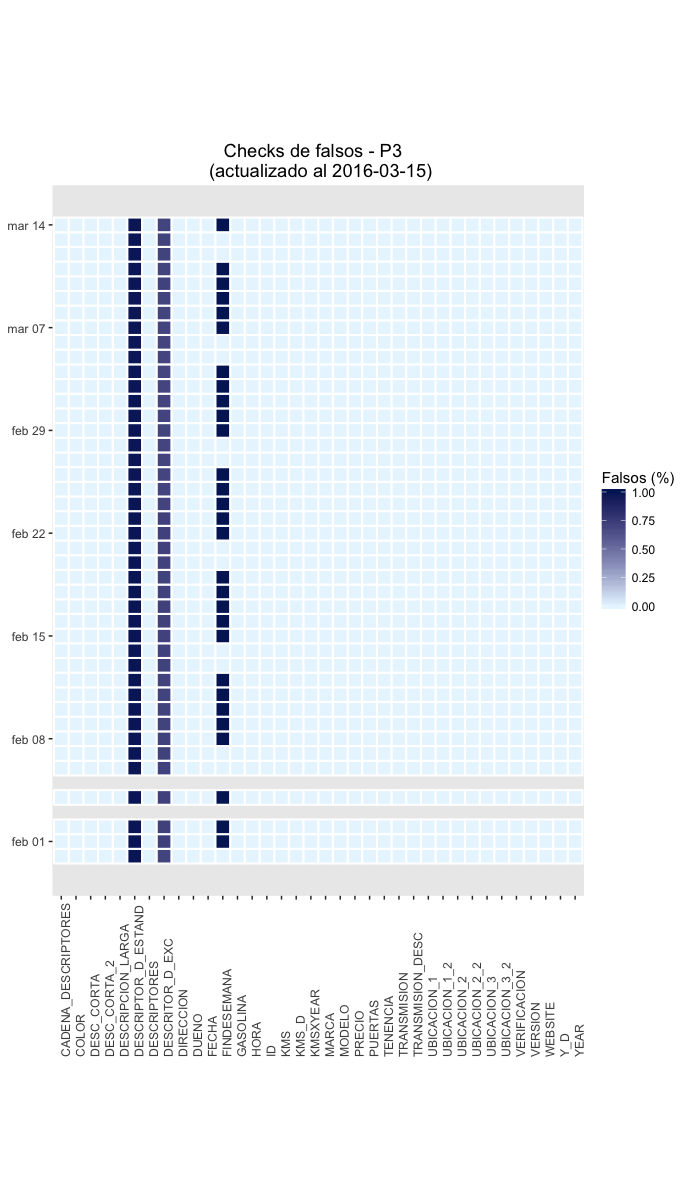 Checks de falsos - P3
(actualizado al 2016-03-15)
mar 14
mar 07
feb 29
feb 22
feb 15
feb 08
feb 01
Falsos (%)
1.00
0.75
0.50
0.25
0.00
CADENA_DESCRIPTORES
COLOR
DESC_CORTA
DESC_CORTA_2
DESCRIPCION_LARGA
DESCRIPTOR_D_ESTAND
DESCRIPTORES
DESCRITOR_D_EXC
DIRECCION
DUENO
FECHA
FINDESEMANA
GASOLINA
HORA
ID
KMS
KMS_D
KMSXYEAR
MARCA
MODELO
PRECIO
PUERTAS
TENENCIA
TRANSMISION
TRANSMISION_DESC
UBICACION_1
UBICACION_1_2
UBICACION_2
UBICACION_2_2
UBICACION_3
UBICACION_3_2
VERIFICACION
VERSION
WEBSITE
Y_D
YEAR